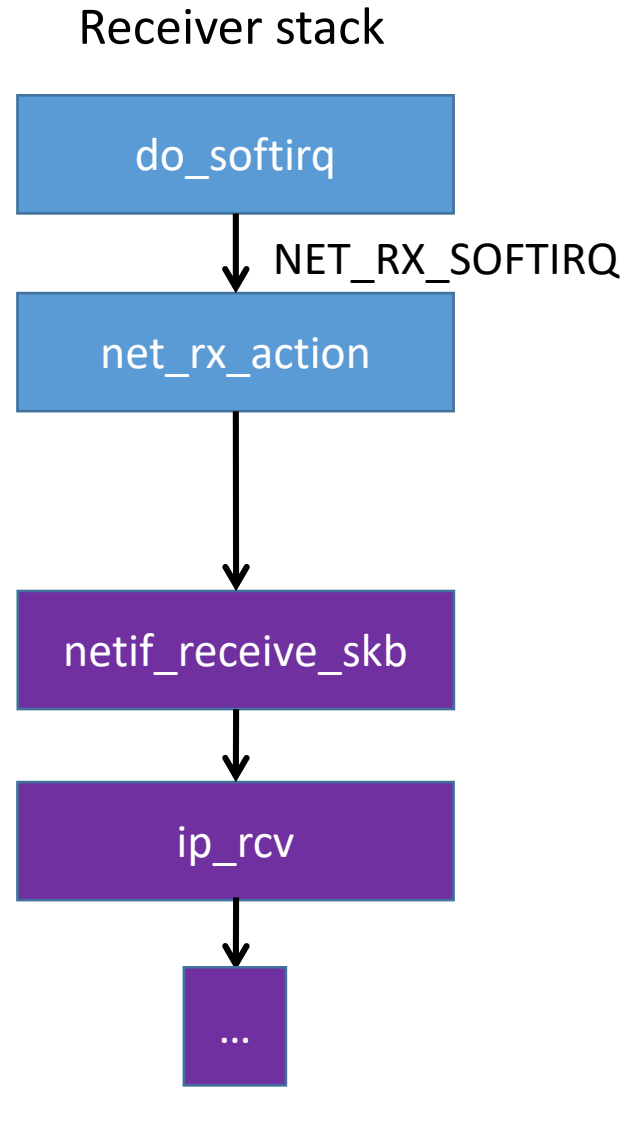 Receiver stack
do_softirq
NET_RX_SOFTIRQ
net_rx_action
netif_receive_skb
ip_rcv
...